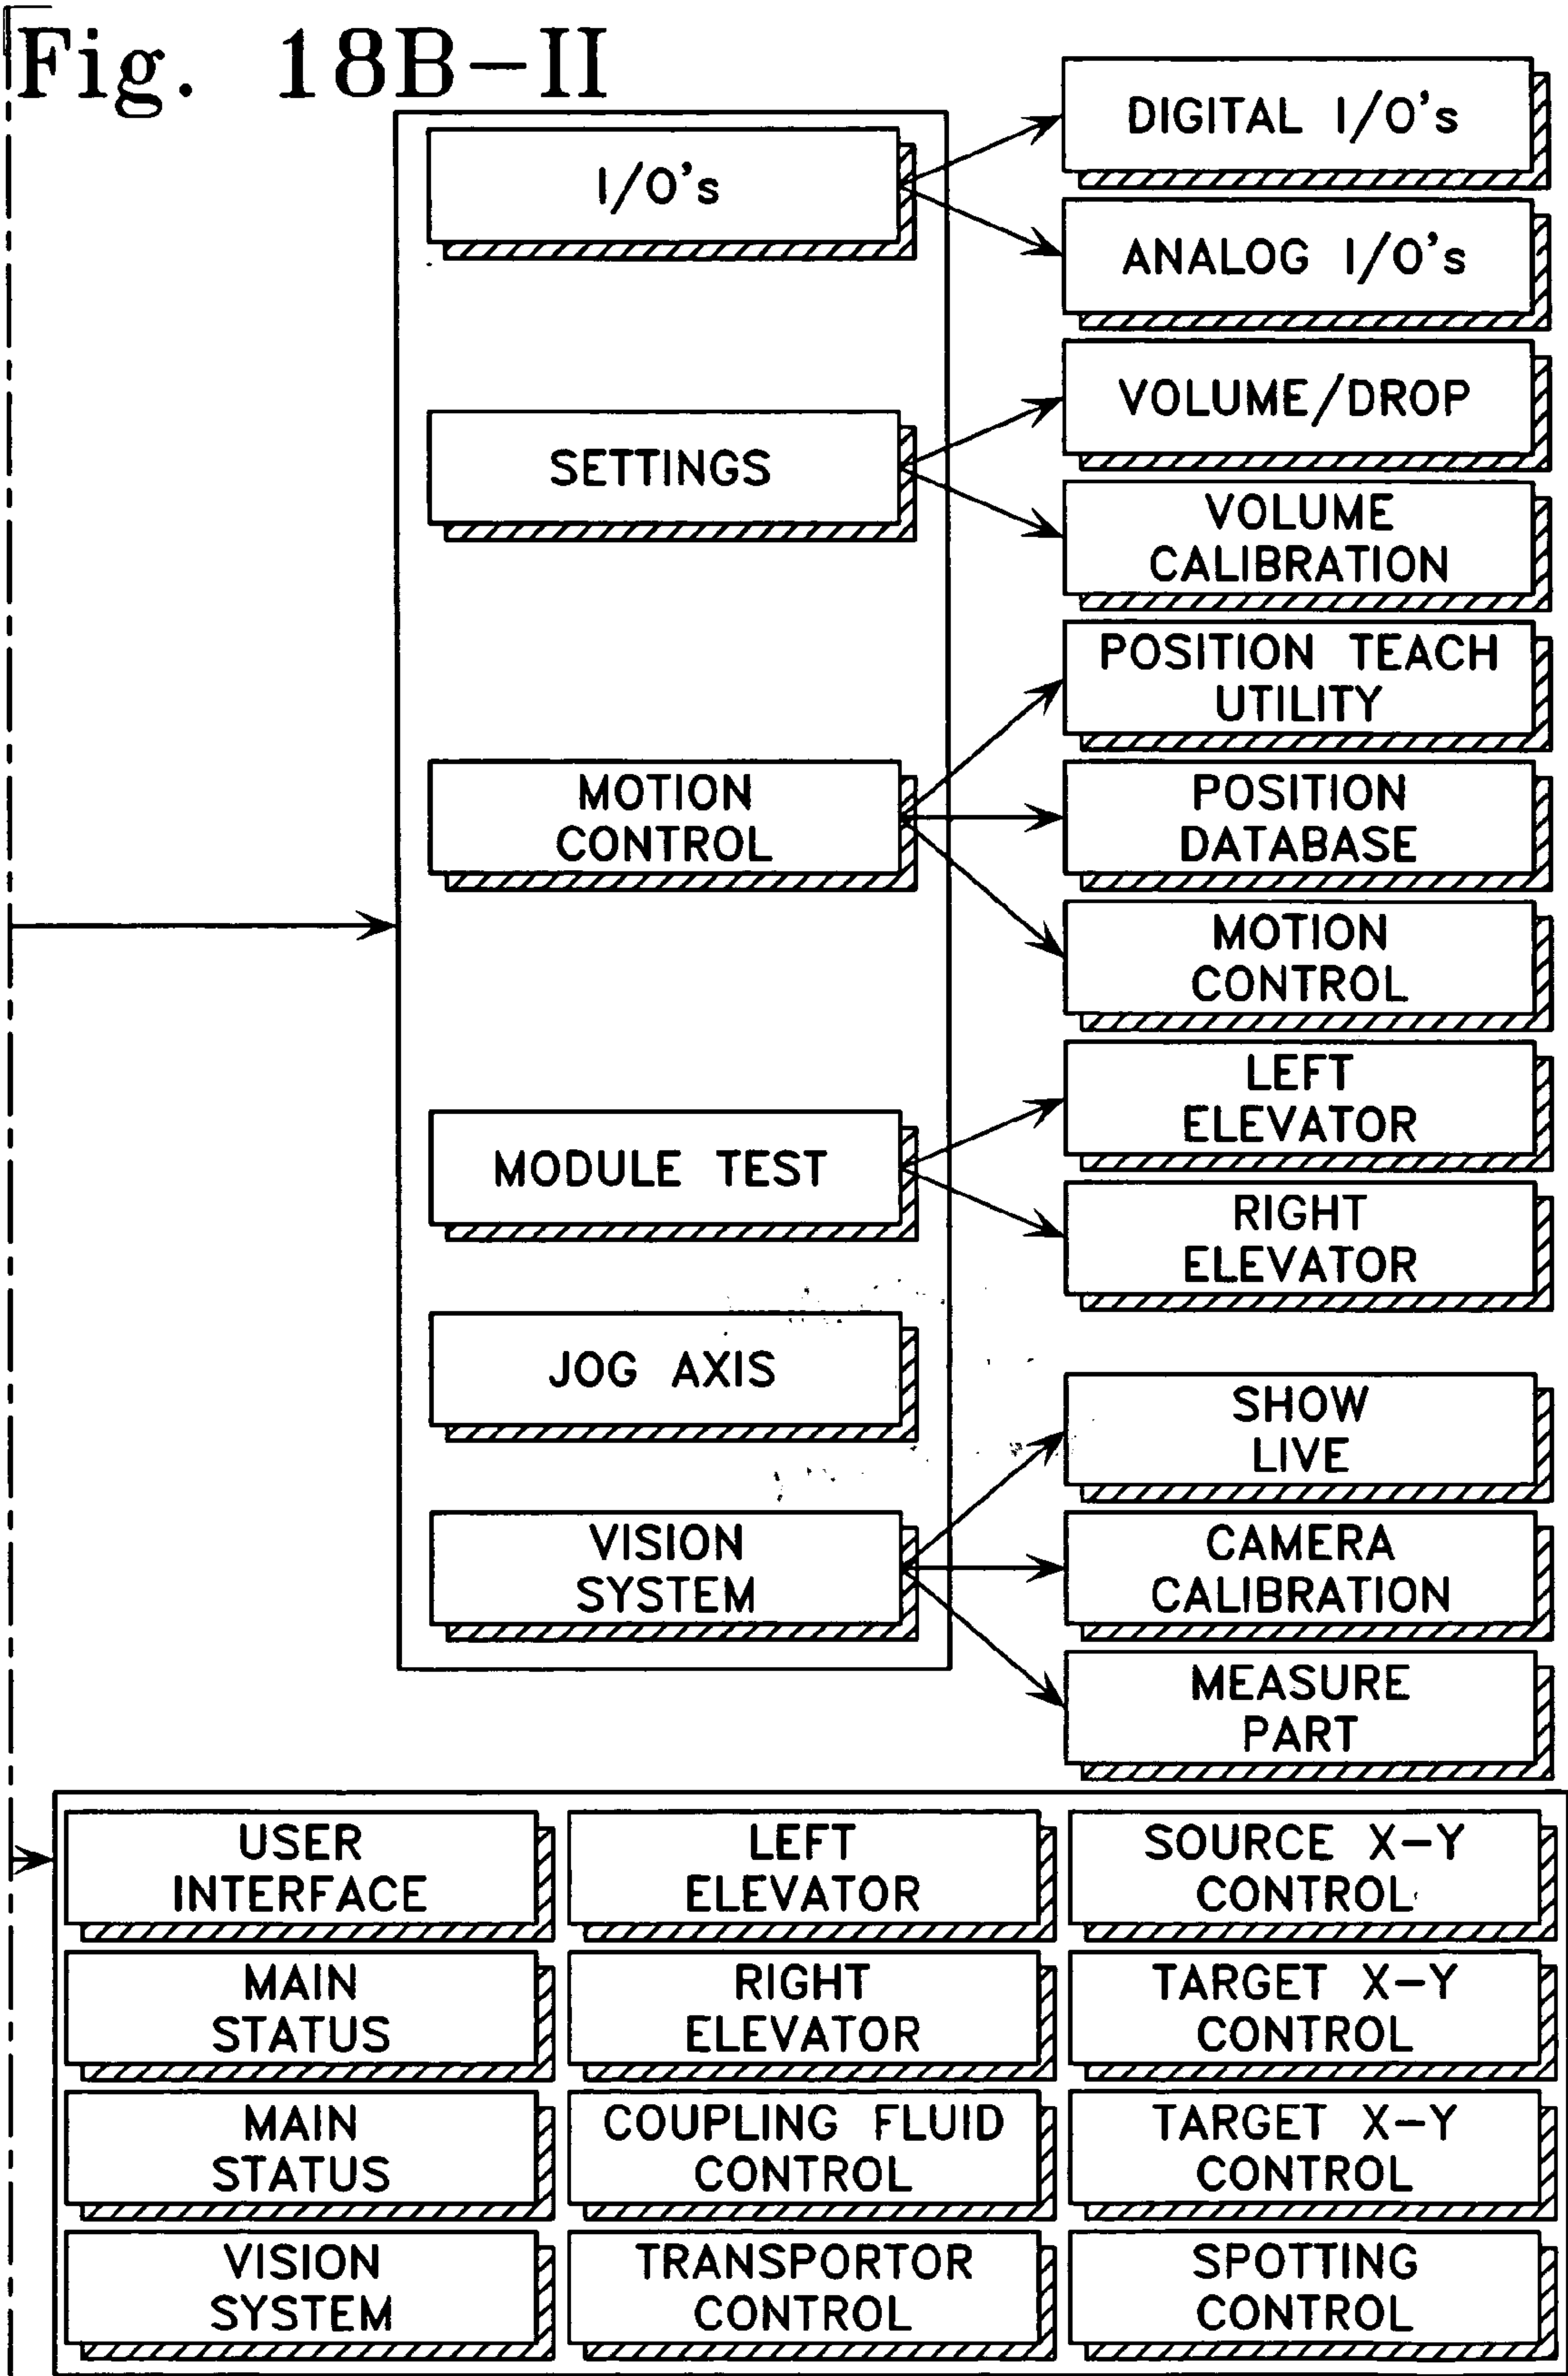 Fig. 18B-II
I/O's
DIGITAL I/O's
ANALOG I/O's
SETTINGS
VOLUME/DROP
VOLUME
CALIBRATION
MOTION
CONTROL
POSITION TEACH
UTILITY
POSITION
DATABASE
MOTION
CONTROL
MODULE TEST
LEFT
ELEVATOR
RIGHT
ELEVATOR
JOG AXIS
VISION
SYSTEM
SHOW
LIVE
CAMERA
CALIBRATION
MEASURE
PART
USER
INTERFACE
LEFT
ELEVATOR
SOURCE X-Y
CONTROL
MAIN
STATUS
RIGHT
ELEVATOR
TARGET X-Y
CONTROL
MAIN
STATUS
COUPLING FLUID
CONTROL
TARGET X-Y
CONTROL
VISION
SYSTEM
TRANSPORTOR
CONTROL
SPOTTING
CONTROL